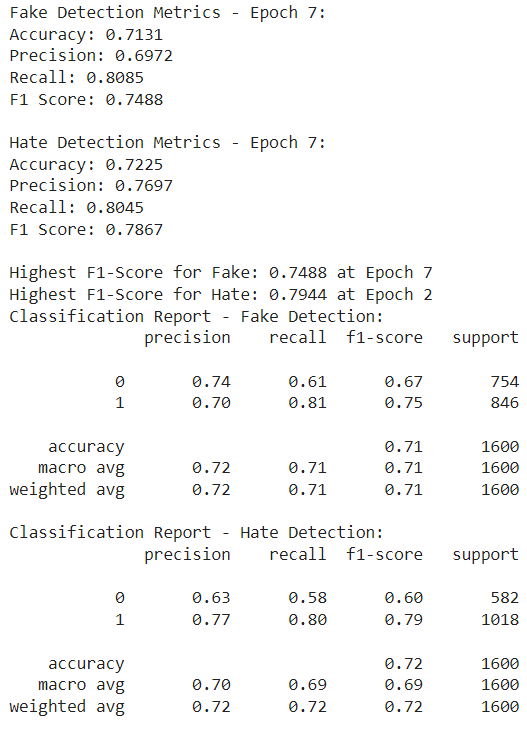 Fake Detection Metrics - Epoch 7:
Accuracy: 0.7131
Precision: 0.6972
Recall: 0.8085
F1 Score: 0.7488
Hate Detection Metrics - Epoch 7:
Accuracy: 0.7225
Precision: 0.7697
Recall: 0.8045
F1 Score: 0.7867
Highest F1-Score for Fake: 0.7488 at Epoch 7
Highest F1-Score for Hate: 0.7944 at Epoch 2
Classification Report - Fake Detection:
precision recall f1-score support
0 0.74 0.61 0.67 754
1 0.70 0.81 0.75 846
accuracy 0.71 1600
macro avg 0.72 0.71 0.71 1600
weighted avg 0.72 0.71 0.71 1600
Classification Report - Hate Detection:
precision recall f1-score support
0 0.63 0.58 0.60 582
1 0.77 0.80 0.79 1018
accuracy 0.72 1600
macro avg 0.70 0.69 0.69 1600
weighted avg 0.72 0.72 0.72 1600